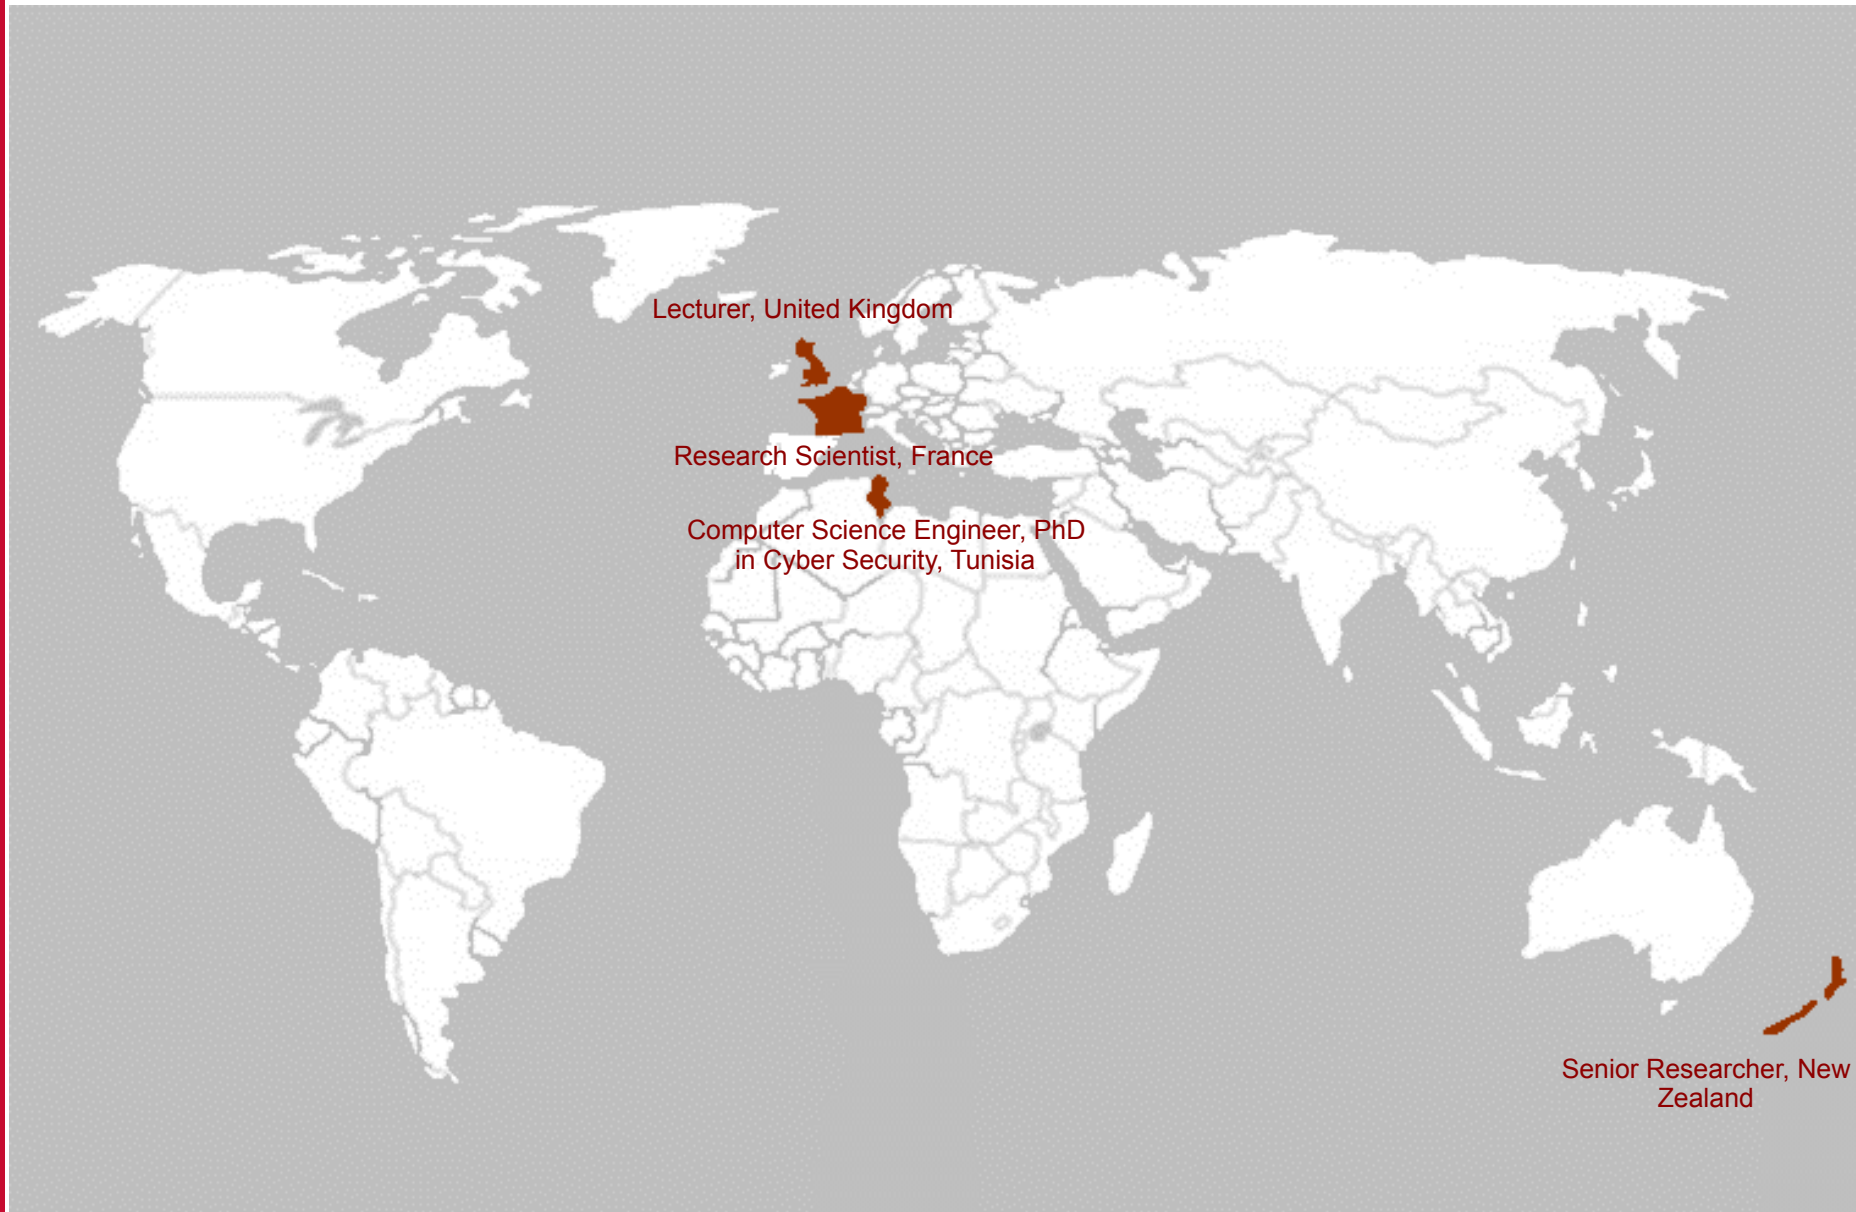 Lecturer, United Kingdom
Research Scientist, France
Computer Science Engineer, PhD
in Cyber Security, Tunisia
Senior Researcher, New
Zealand